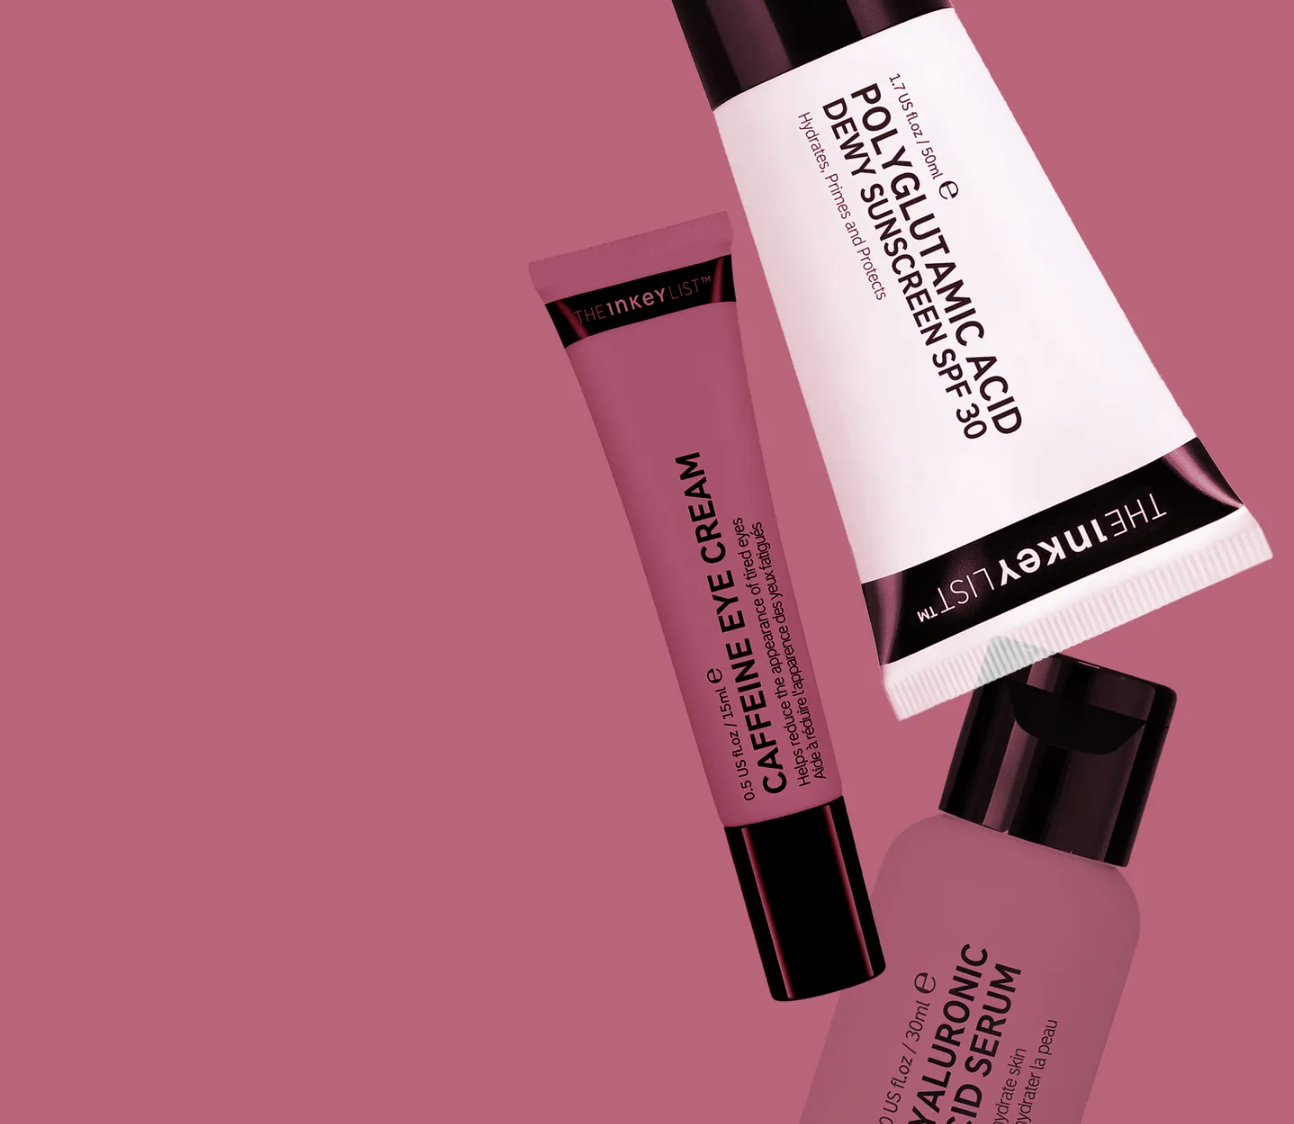 1.7 US fl.oz / 50ml ℮
POLYGLUTAMIC ACID
DEWY SUNSCREEN SPF 30
Hydrates, Primes and Protects
THE INKEY LIST™
THE INKEY LIST™
0.5 US fl.oz / 15ml ℮
CAFFEINE EYE CREAM
Helps reduce the appearance of tired eyes
Aide à réduire l'apparence des yeux fatigués
0 US fl.oz / 30ml ℮
YALURONIC
CID SERUM
ydrate skin
hydrater la peau